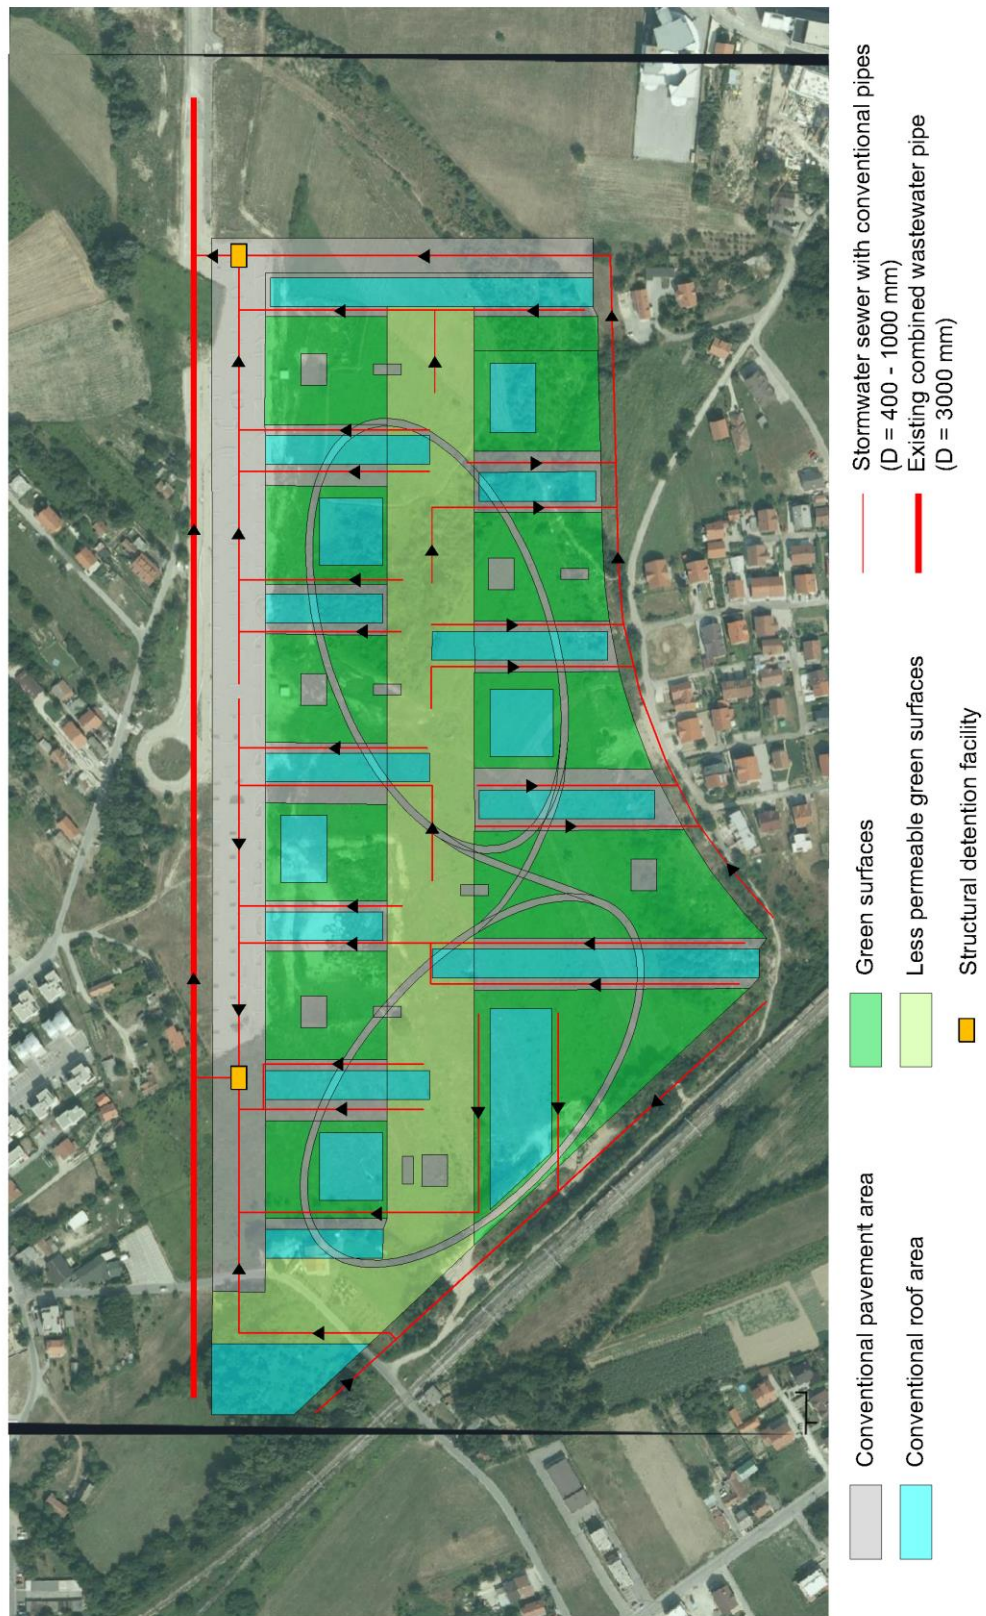 Conventional pavement area
Conventional roof area
Green surfaces
Less permeable green surfaces
Structural detention facility
Stormwater sewer with conventional pipes
(D = 400 - 1000 mm)
Existing combined wastewater pipe
(D = 3000 mm)